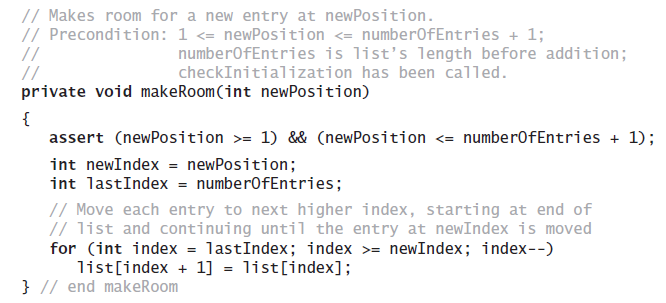 // Makes room for a new entry at newPosition.
// Precondition: 1 <= newPosition <= numberOfEntries + 1;
//               numberOfEntries is list’s length before addition;
//               checkInitialization has been called.
private void makeRoom(int newPosition)
{
   assert (newPosition >= 1) && (newPosition <= numberOfEntries + 1);
   int newIndex = newPosition;
   int lastIndex = numberOfEntries;
   // Move each entry to next higher index, starting at end of
   // list and continuing until the entry at newIndex is moved
   for (int index = lastIndex; index >= newIndex; index--)
      list[index + 1] = list[index];
} // end makeRoom